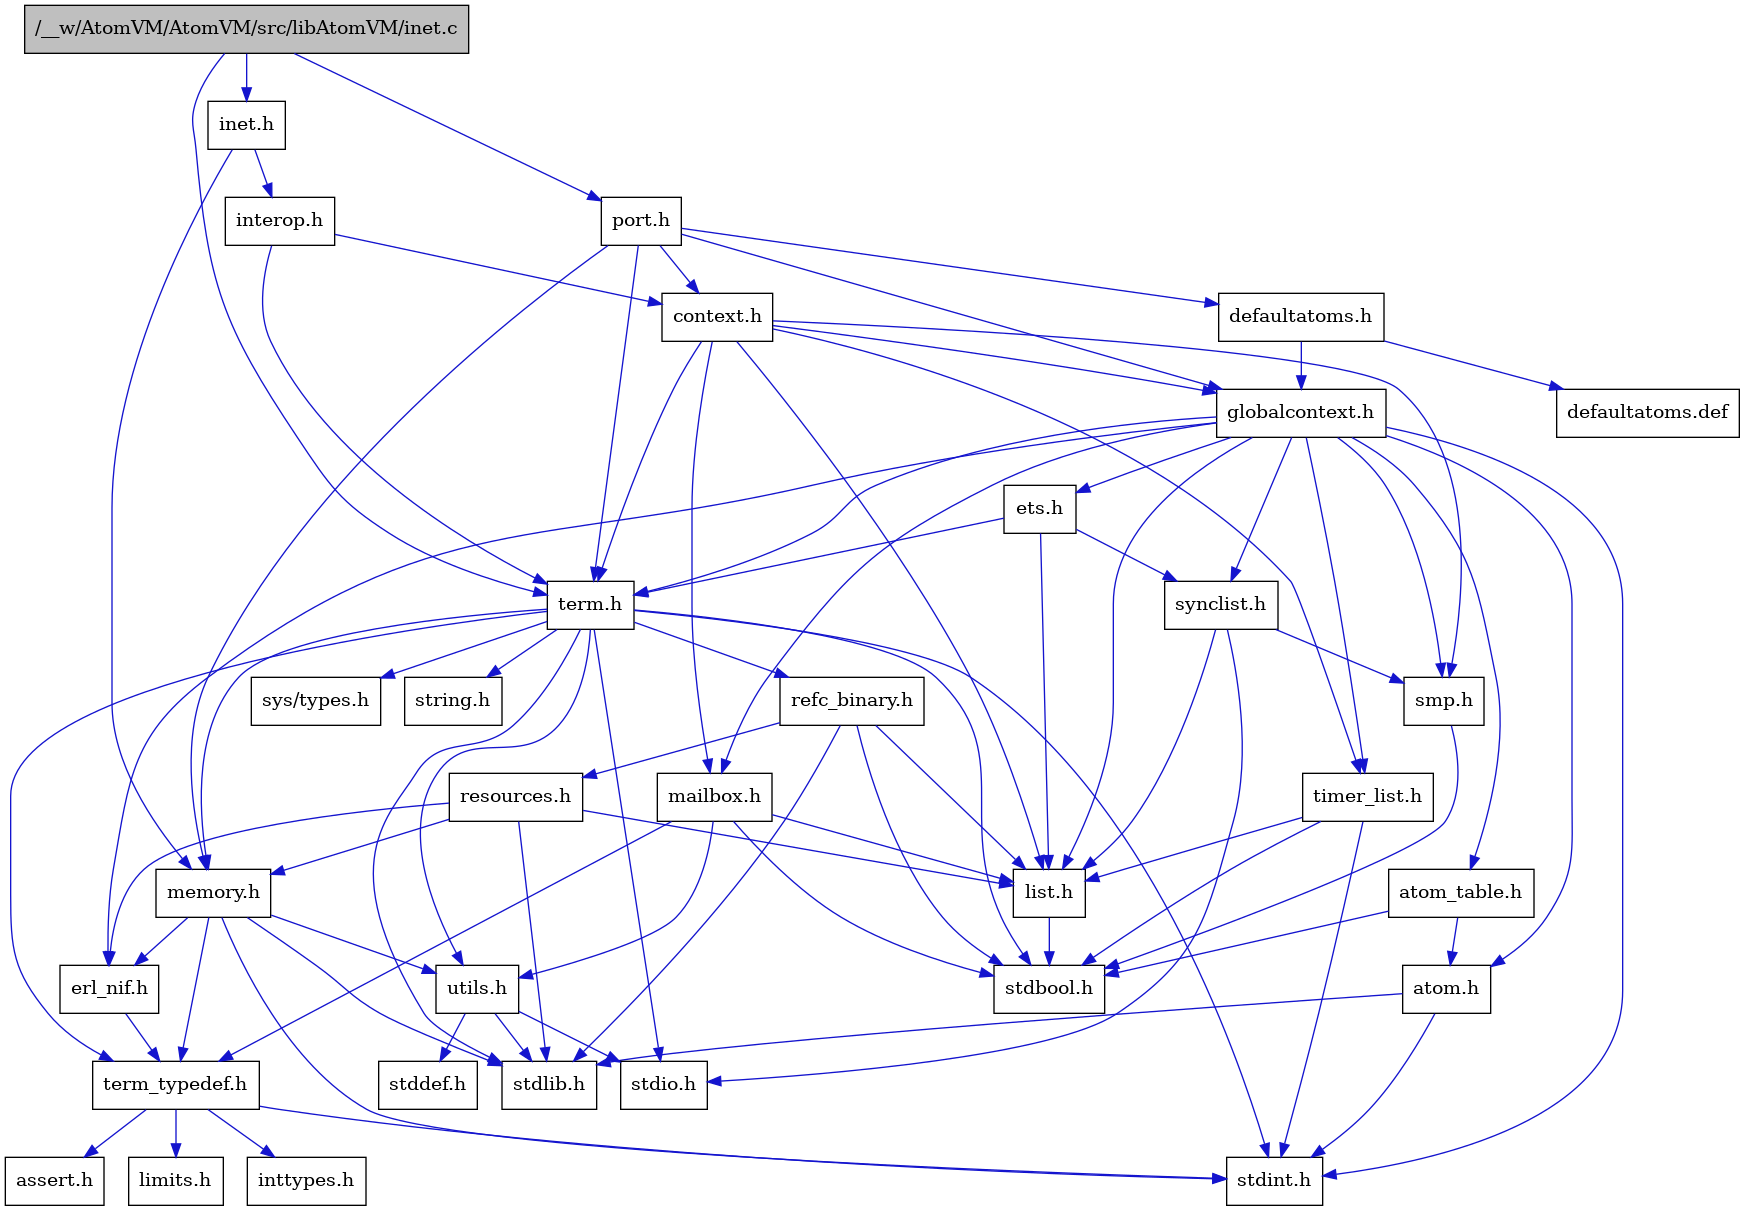 /__w/AtomVM/AtomVM/src/libAtomVM/inet.c
inet.h
interop.h
port.h
context.h
defaultatoms.h
globalcontext.h
defaultatoms.def
ets.h
term.h
synclist.h
sys/types.h
string.h
refc_binary.h
smp.h
resources.h
mailbox.h
timer_list.h
memory.h
list.h
atom_table.h
erl_nif.h
utils.h
stdbool.h
atom.h
term_typedef.h
stddef.h
stdlib.h
stdio.h
assert.h
limits.h
inttypes.h
stdint.h